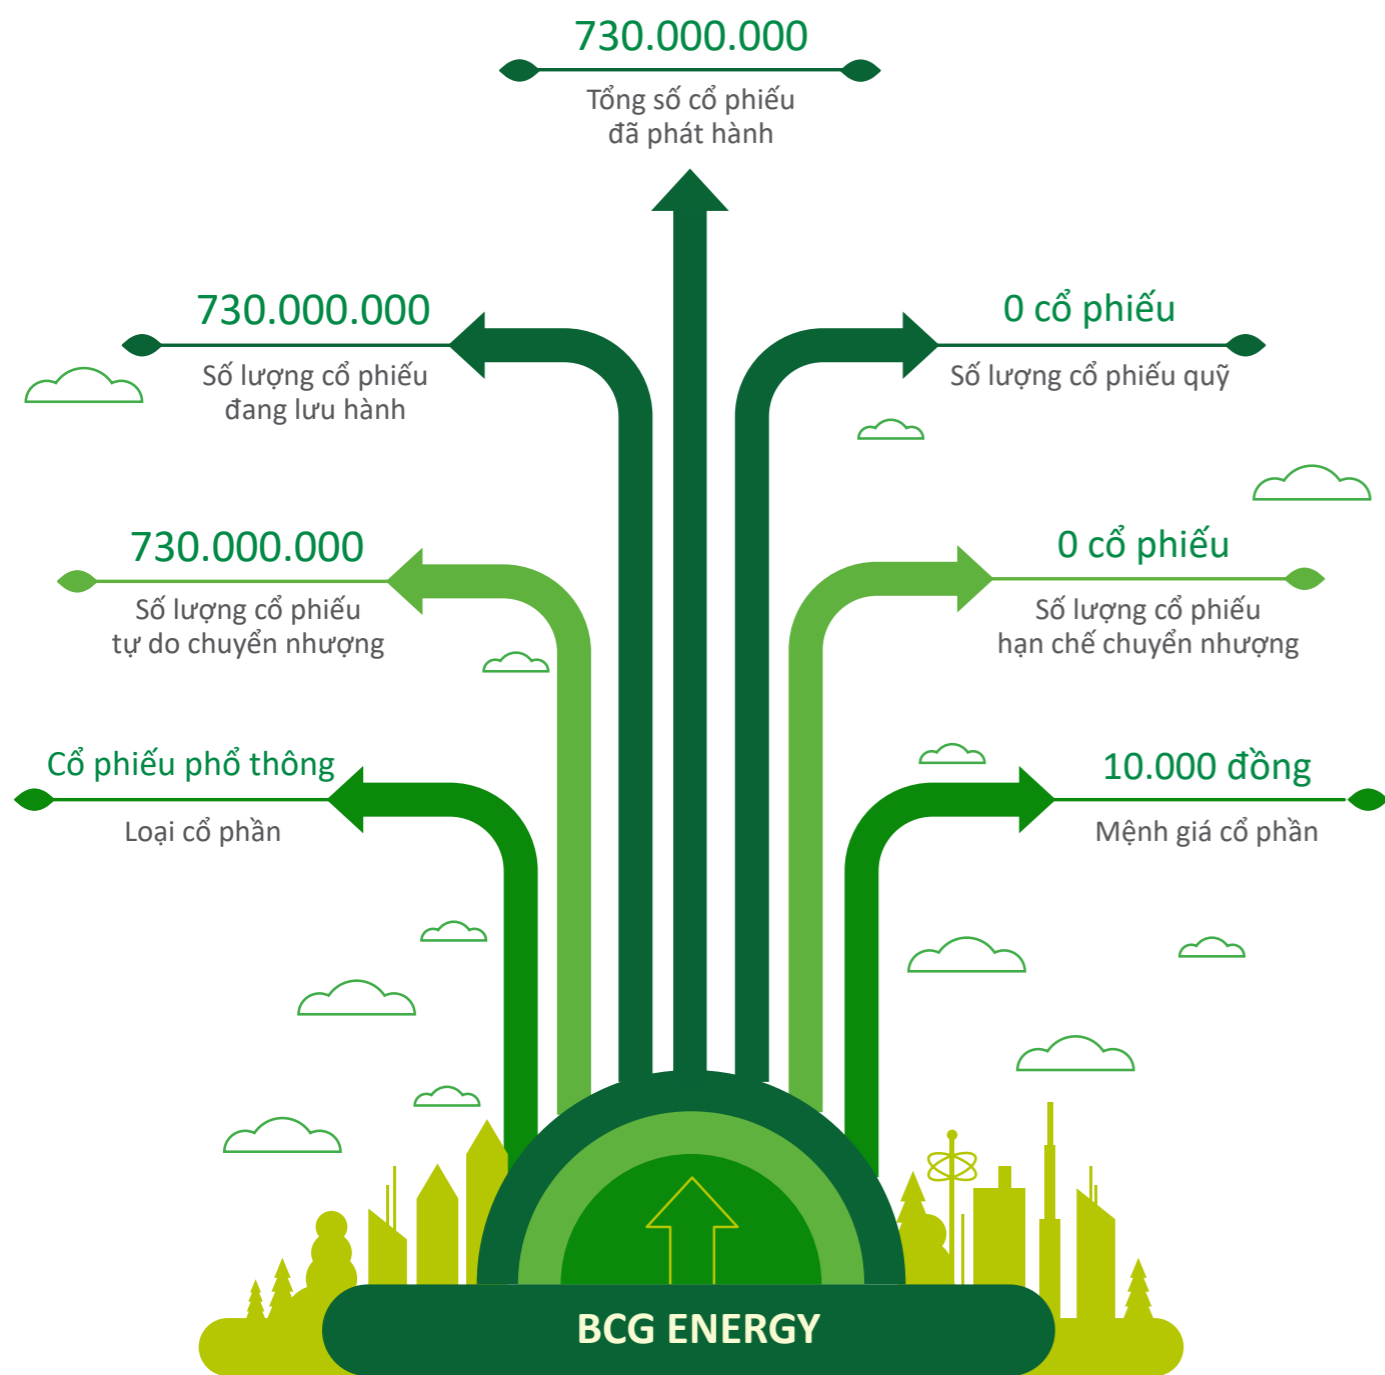 730.000.000
Tổng số cổ phiếu
đã phát hành
730.000.000
Số lượng cổ phiếu
đang lưu hành
0 cổ phiếu
Số lượng cổ phiếu quỹ
730.000.000
Số lượng cổ phiếu
tự do chuyển nhượng
0 cổ phiếu
Số lượng cổ phiếu
hạn chế chuyển nhượng
Cổ phiếu phổ thông
Loại cổ phần
10.000 đồng
Mệnh giá cổ phần
BCG ENERGY